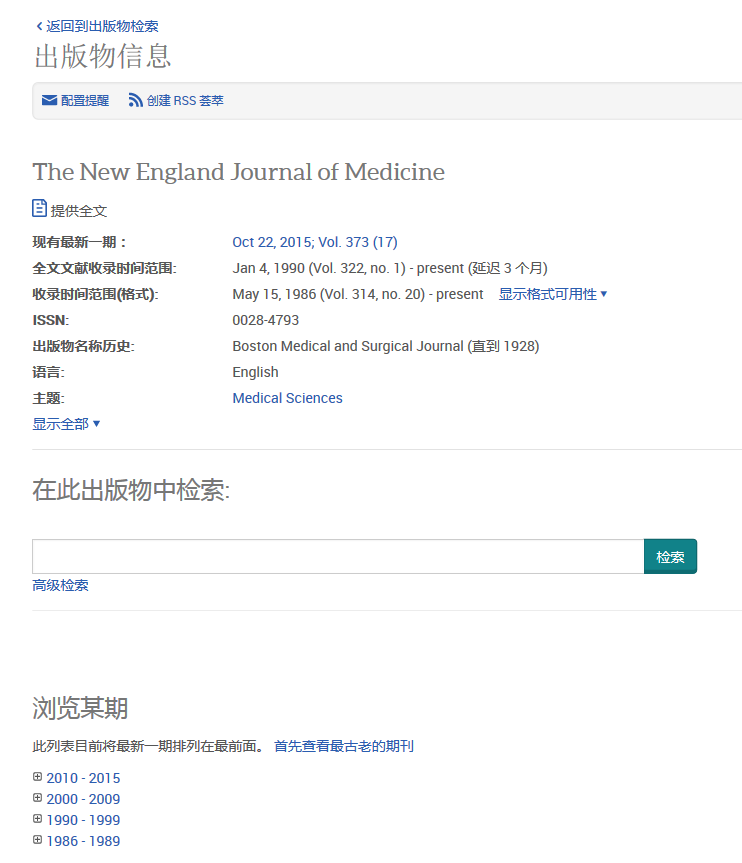 返回到出版物检索
出版物信息
配置提醒 创建 RSS 荟萃
The New England Journal of Medicine
提供全文
现有最新一期： Oct 22, 2015; Vol. 373 (17)
全文文献收录时间范围: Jan 4, 1990 (Vol. 322, no. 1) - present (延迟 3 个月)
收录时间范围(格式): May 15, 1986 (Vol. 314, no. 20) - present 显示格式可用性
ISSN: 0028-4793
出版物名称历史: Boston Medical and Surgical Journal (直到 1928)
语言: English
主题: Medical Sciences
显示全部
在此出版物中检索:
检索
高级检索
浏览某期
此列表目前将最新一期排列在最前面。 首先查看最古老的期刊
2010 - 2015
2000 - 2009
1990 - 1999
1986 - 1989